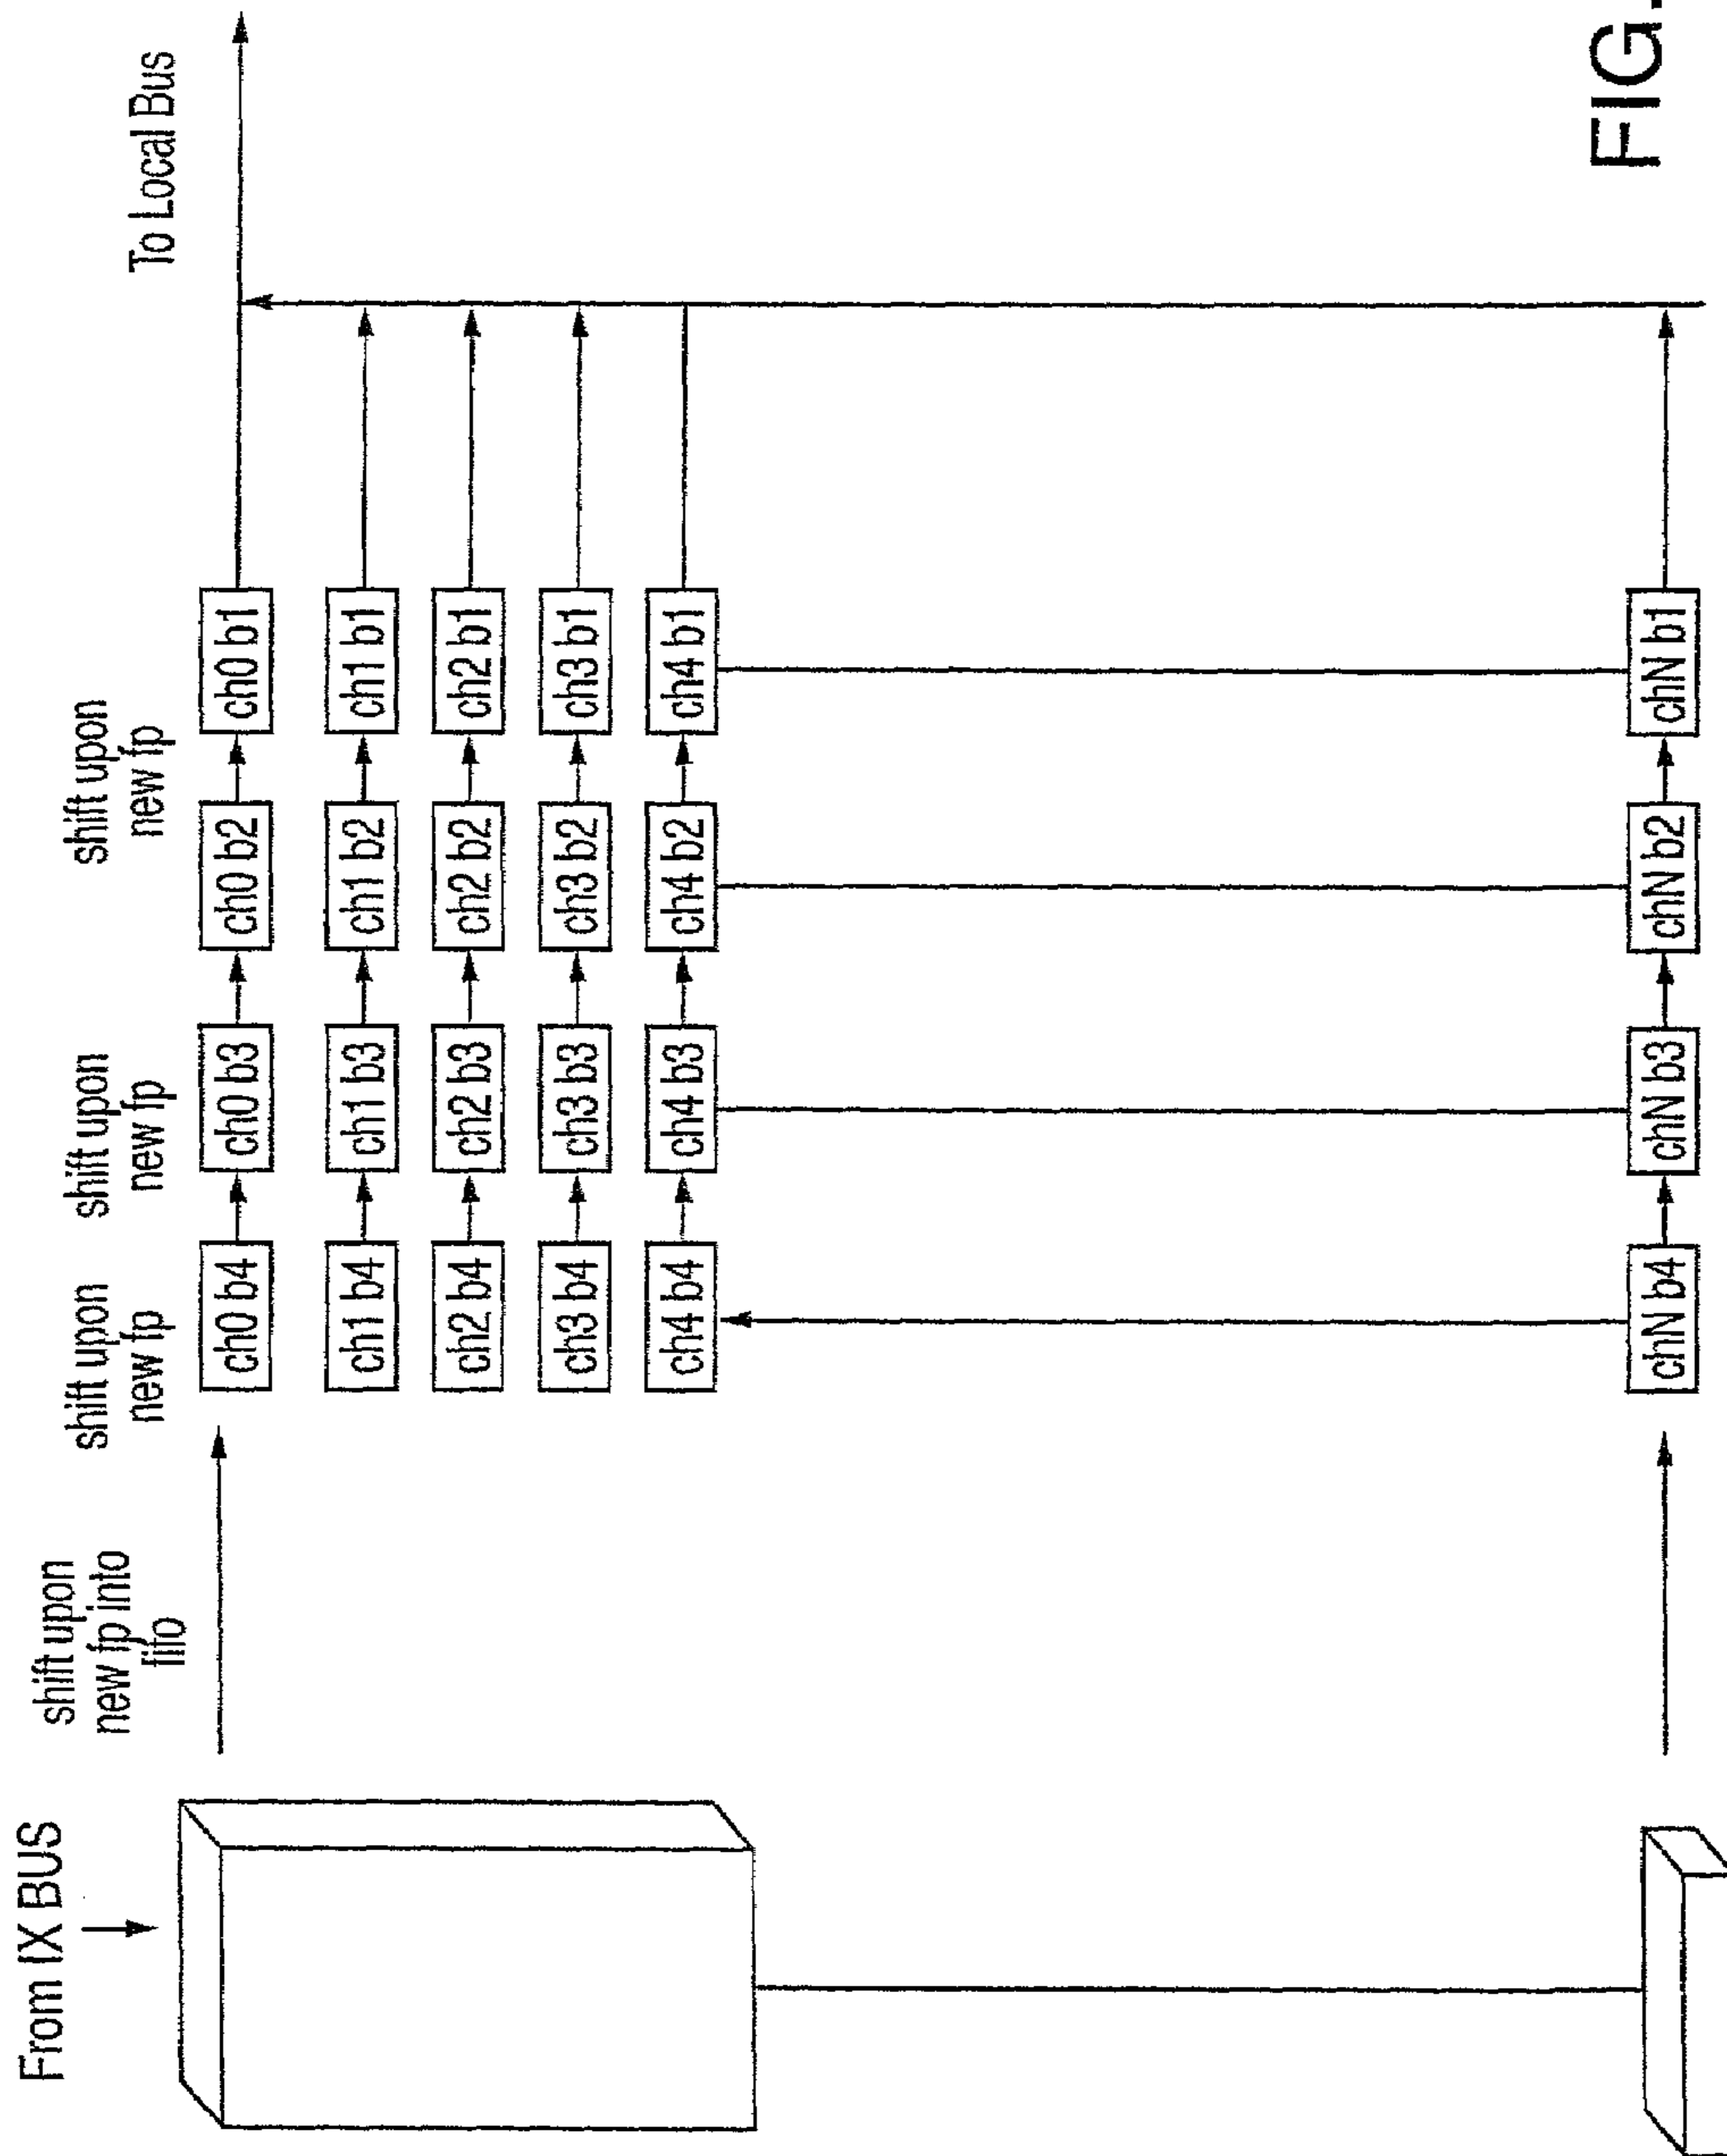 From IX BUS
shift upon
new fp into
fifo
shift upon
new fp
shift upon
new fp
shift upon
new fp
To Local Bus
ch0 b4
ch0 b3
ch0 b2
ch0 b1
ch1 b4
ch1 b3
ch1 b2
ch1 b1
ch2 b4
ch2 b3
ch2 b2
ch2 b1
ch3 b4
ch3 b3
ch3 b2
ch3 b1
ch4 b4
ch4 b3
ch4 b2
ch4 b1
chN b4
chN b3
chN b2
chN b1
FIG.